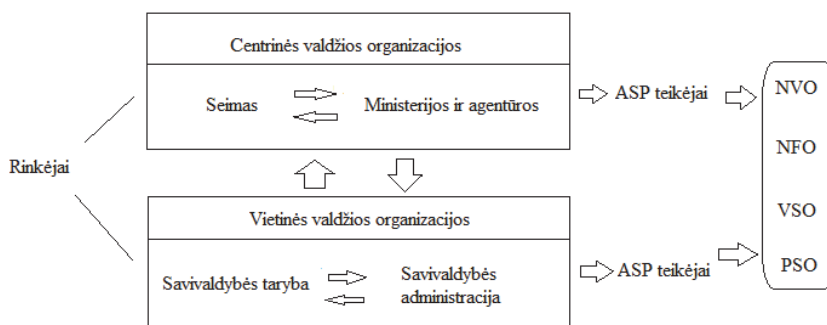 Centrinės valdžios organizacijos
Seimas
Ministerijos ir agentūros
ASP teikėjai
Rinkėjai
Vietinės valdžios organizacijos
Savivaldybės taryba
Savivaldybės
administracija
ASP teikėjai
NVO
NFO
VSO
PSO